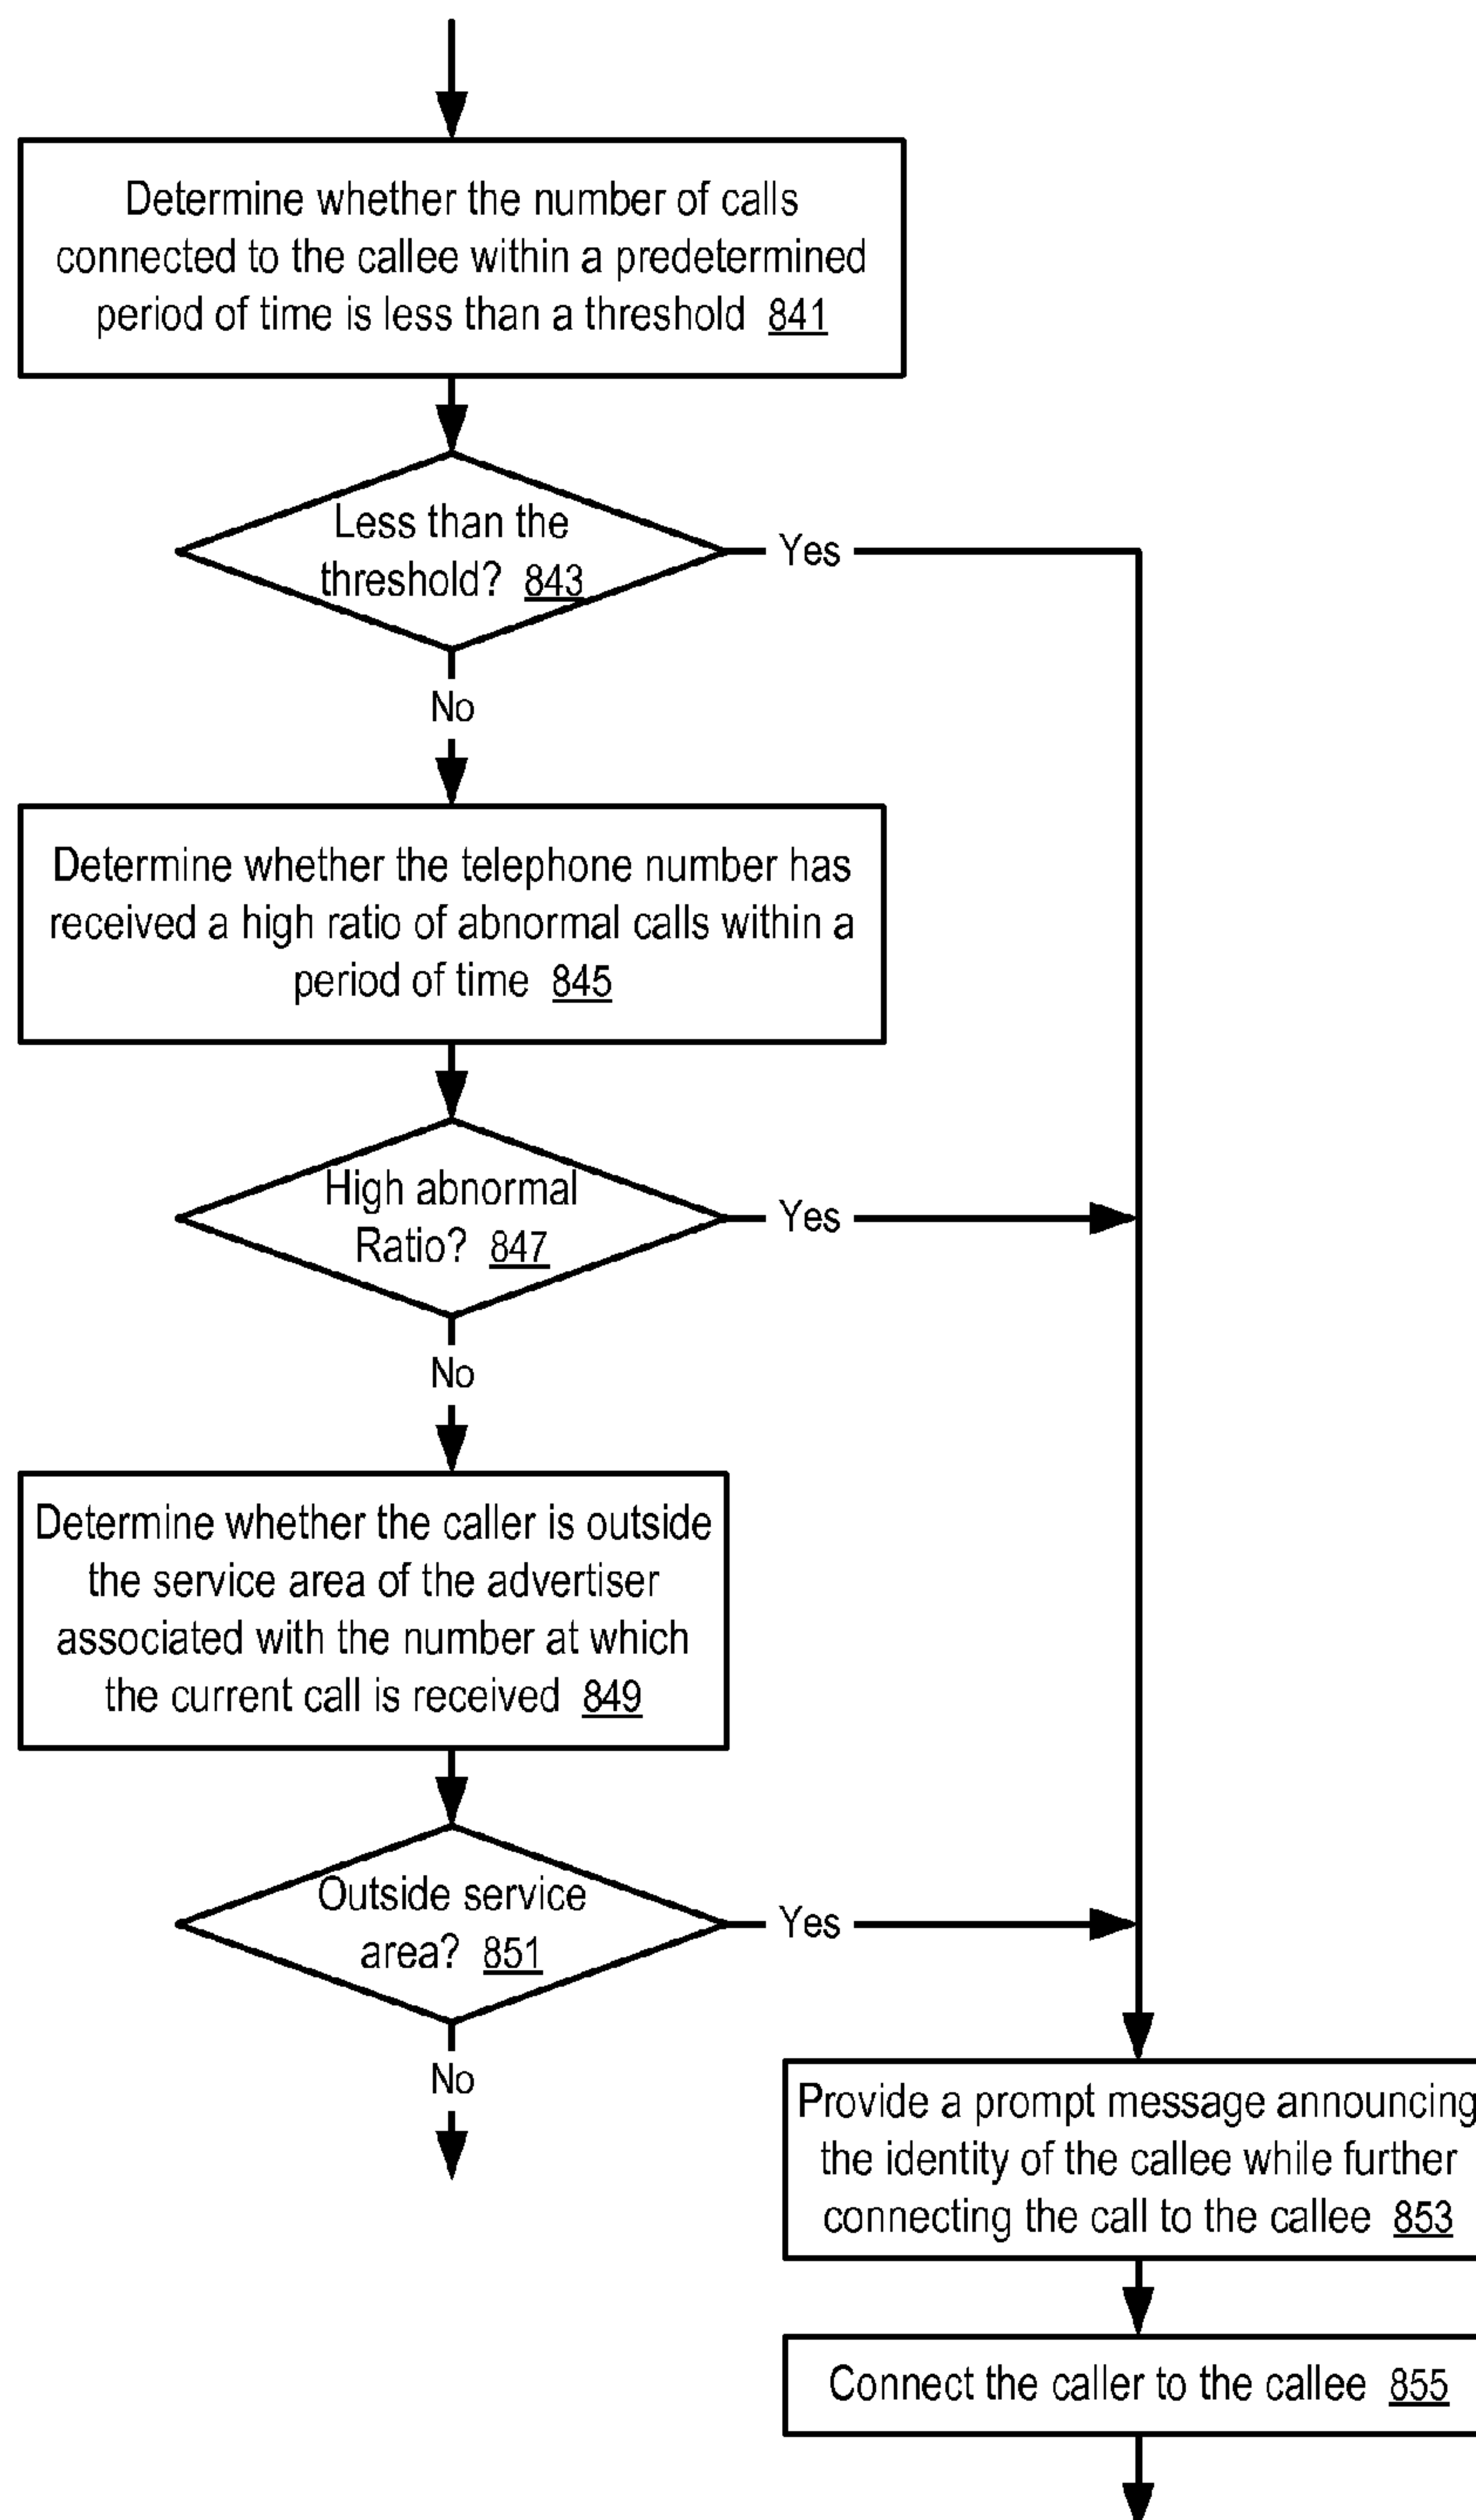 Determine whether the number of calls
connected to the callee within a predetermined
period of time is less than a threshold 841
Less than the
threshold? 843
Yes
No
Determine whether the telephone number has
received a high ratio of abnormal calls within a
period of time 845
High abnormal
Ratio? 847
Yes
No
Determine whether the caller is outside
the service area of the advertiser
associated with the number at which
the current call is received 849
Outside service
area? 851
Yes
No
Provide a prompt message announcing
the identity of the callee while further
connecting the call to the callee 853
Connect the caller to the callee 855